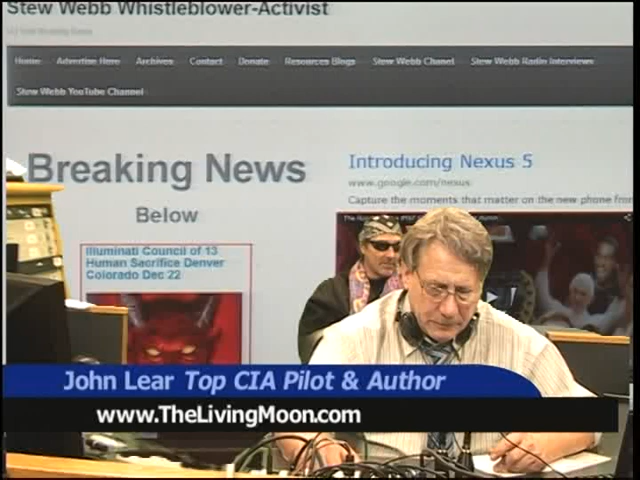 Stew Webb Whistleblower-Activist
Home Advertise Here Archives Contact Donate Resources Blogs Stew Webb Chanel Stew Webb Radio Interviews
Stew Webb YouTube Channel
Breaking News
Below
Illuminati Council of 13
Human Sacrifice Denver
Colorado Dec 22
Introducing Nexus 5
www.google.com/nexus
Capture the moments that matter on the new phone from
John Lear Top CIA Pilot & Author
www.TheLivingMoon.com